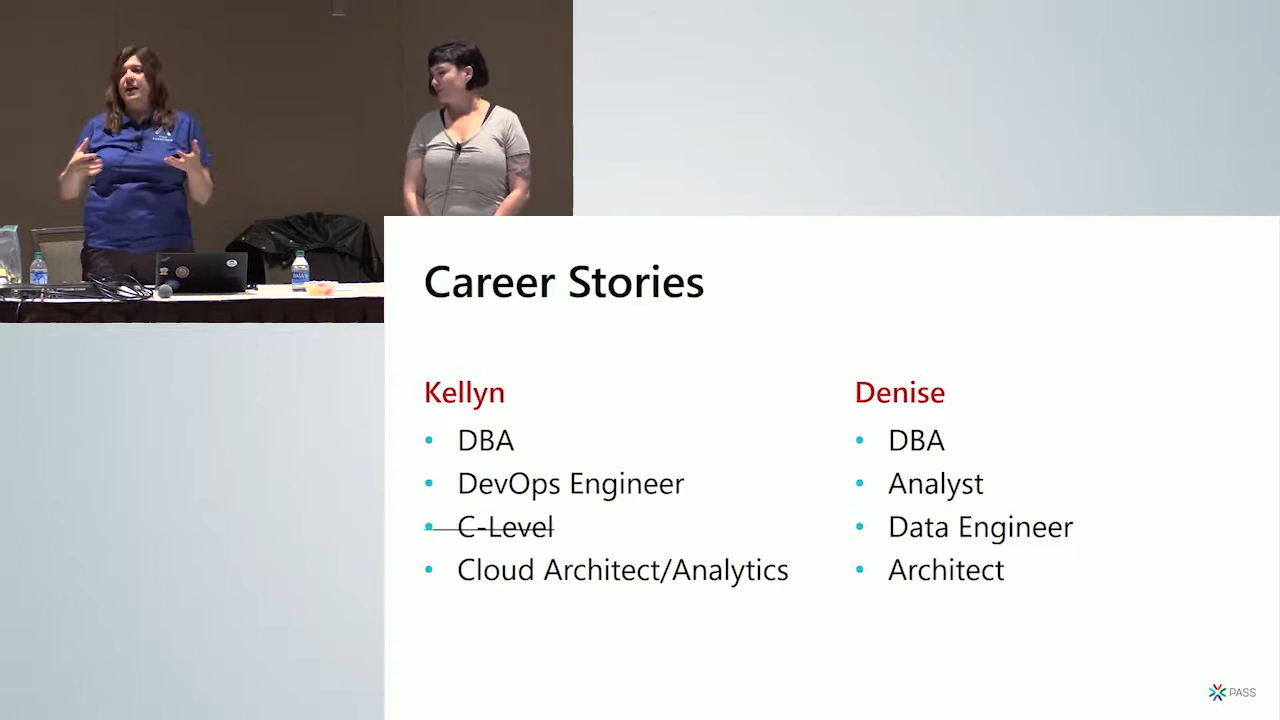 Career Stories
Kellyn
• DBA
• DevOps Engineer
• C-Level
• Cloud Architect/Analytics
Denise
• DBA
• Analyst
• Data Engineer
• Architect
PASS